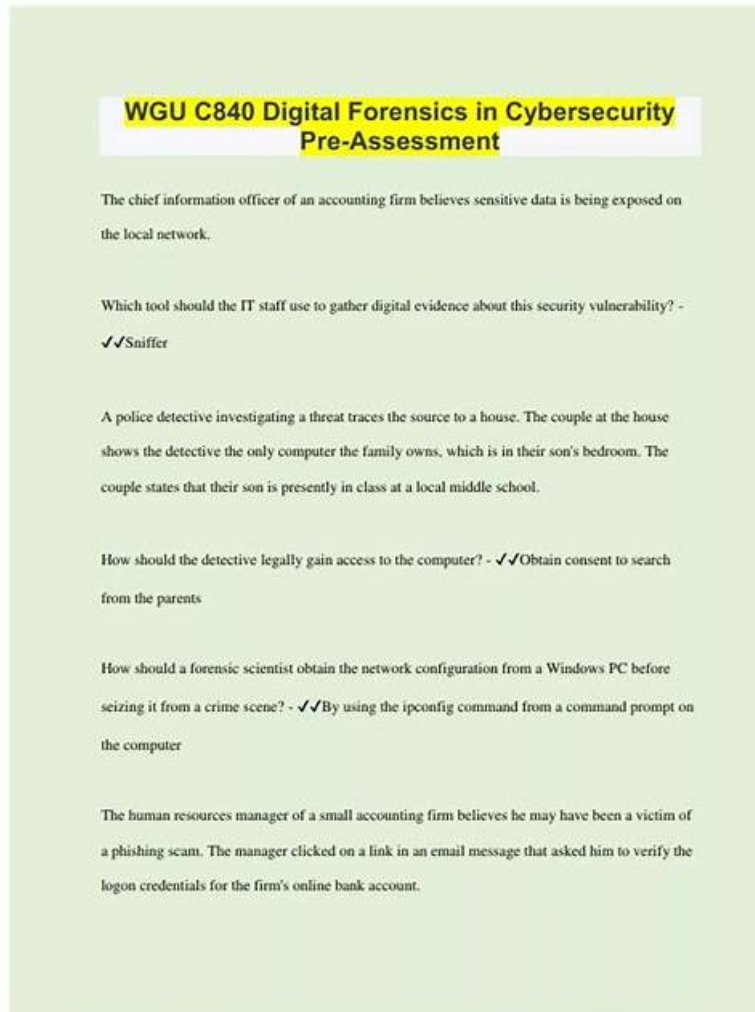 WGU C840 Digital Forensics in Cybersecurity
Pre-Assessment
The chief information officer of an accounting firm believes sensitive data is being exposed on
the local network.
Which tool should the IT staff use to gather digital evidence about this security vulnerability? -
✓✓Sniffer
A police detective investigating a threat traces the source to a house. The couple at the house
shows the detective the only computer the family owns, which is in their son's bedroom. The
couple states that their son is presently in class at a local middle school.
How should the detective legally gain access to the computer? - ✓✓Obtain consent to search
from the parents
How should a forensic scientist obtain the network configuration from a Windows PC before
seizing it from a crime scene? - ✓✓By using the ipconfig command from a command prompt on
the computer
The human resources manager of a small accounting firm believes he may have been a victim of
a phishing scam. The manager clicked on a link in an email message that asked him to verify the
logon credentials for the firm's online bank account.